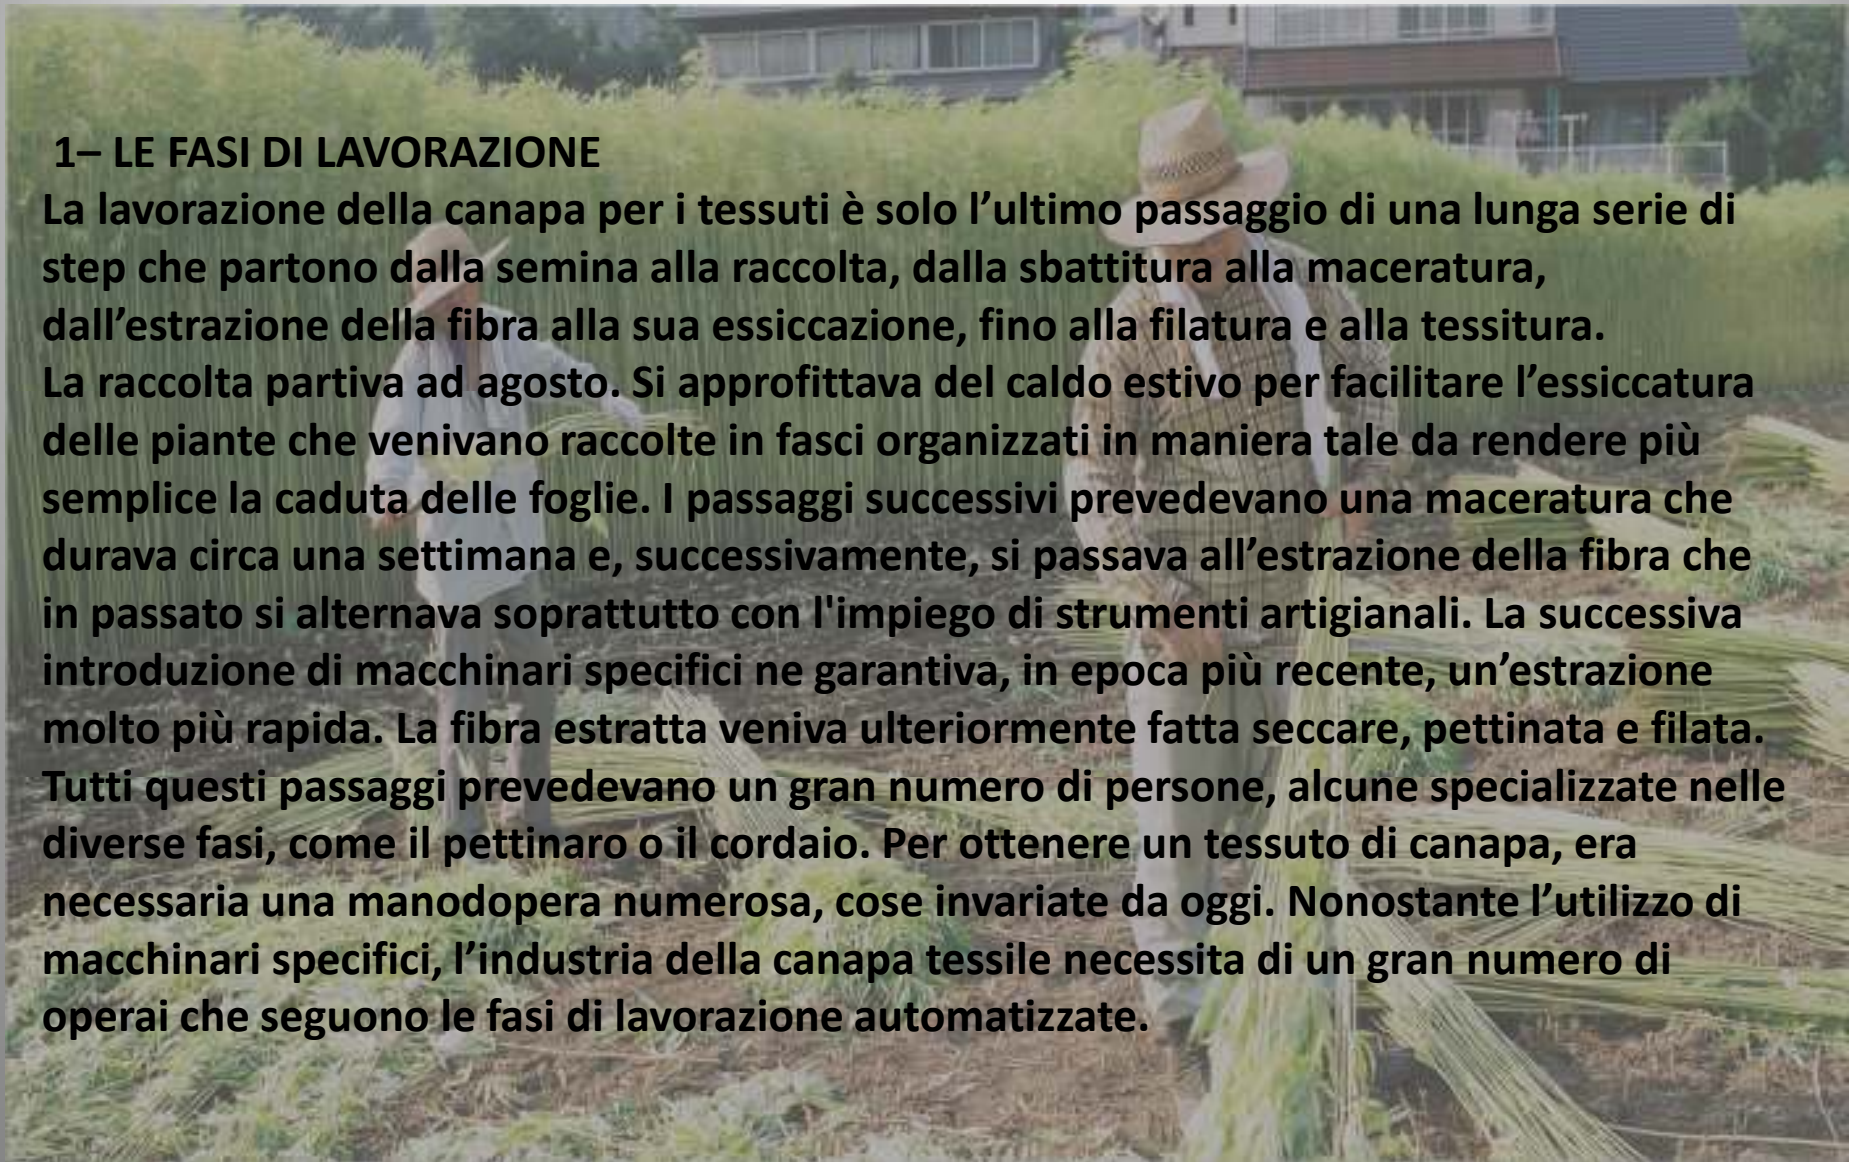 1– LE FASI DI LAVORAZIONE
La lavorazione della canapa per i tessuti è solo l’ultimo passaggio di una lunga serie di
step che partono dalla semina alla raccolta, dalla sbattitura alla maceratura,
dall’estrazione della fibra alla sua essiccazione, fino alla filatura e alla tessitura.
La raccolta partiva ad agosto. Si approfittava del caldo estivo per facilitare l’essiccatura
delle piante che venivano raccolte in fasci organizzati in maniera tale da rendere più
semplice la caduta delle foglie. I passaggi successivi prevedevano una maceratura che
durava circa una settimana e, successivamente, si passava all’estrazione della fibra che
in passato si alternava soprattutto con l'impiego di strumenti artigianali. La successiva
introduzione di macchinari specifici ne garantiva, in epoca più recente, un’estrazione
molto più rapida. La fibra estratta veniva ulteriormente fatta seccare, pettinata e filata.
Tutti questi passaggi prevedevano un gran numero di persone, alcune specializzate nelle
diverse fasi, come il pettinaro o il cordaio. Per ottenere un tessuto di canapa, era
necessaria una manodopera numerosa, cose invariate da oggi. Nonostante l’utilizzo di
macchinari specifici, l’industria della canapa tessile necessita di un gran numero di
operai che seguono le fasi di lavorazione automatizzate.